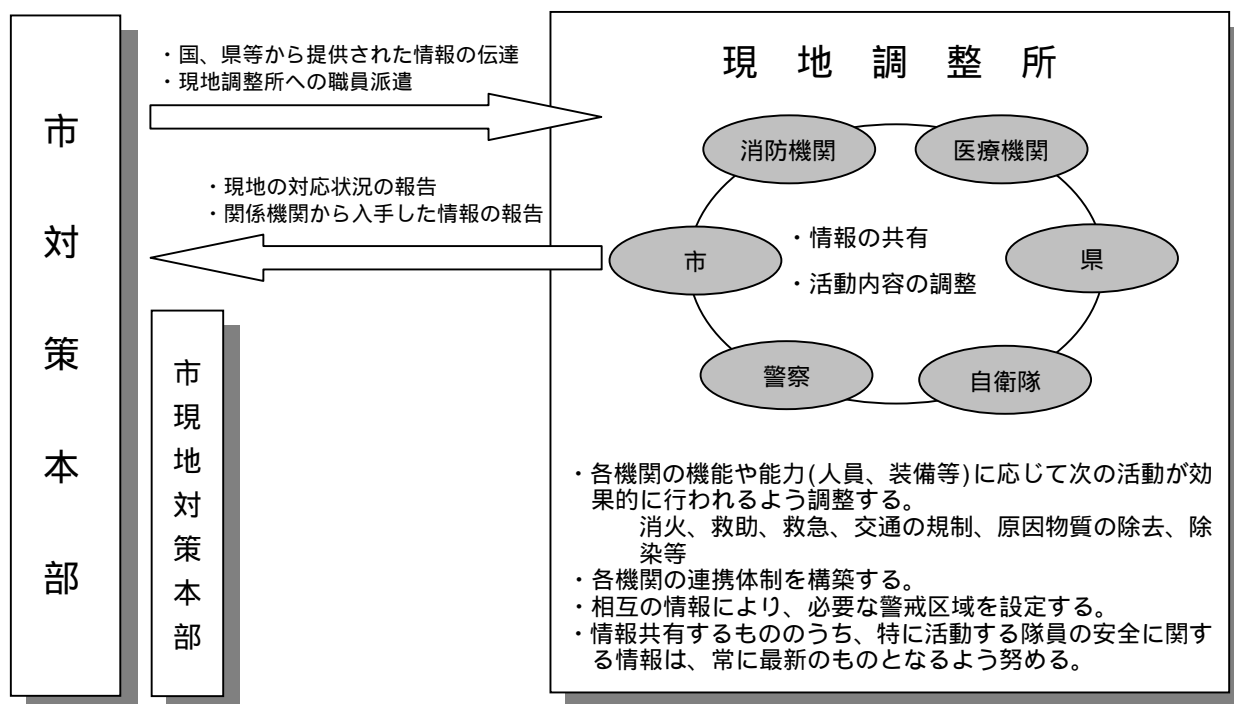 市対策本部
・国、県等から提供された情報の伝達
・現地調整所への職員派遣
・現地の対応状況の報告
・関係機関から入手した情報の報告
市現地対策本部
現地調整所
消防機関
医療機関
市
・情報の共有
・活動内容の調整
県
警察
自衛隊
・各機関の機能や能力(人員、装備等)に応じて次の活動が効
果的に行われるよう調整する。
消火、救助、救急、交通の規制、原因物質の除去、除
染等
・各機関の連携体制を構築する。
・相互の情報により、必要な警戒区域を設定する。
・情報共有するもののうち、特に活動する隊員の安全に関す
る情報は、常に最新のものとなるよう努める。